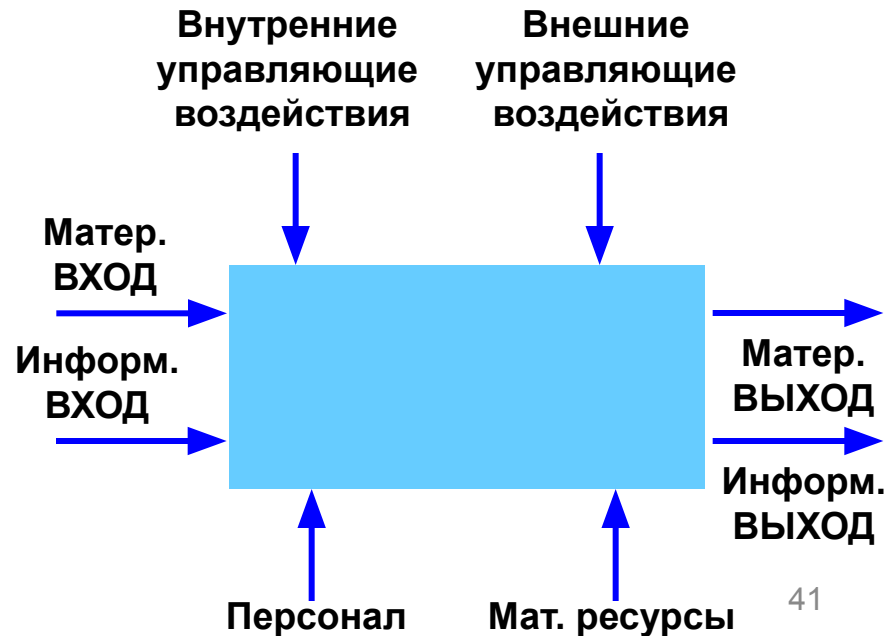 Внутренние
управляющие
воздействия
Внешние
управляющие
воздействия
Матер.
ВХОД
Информ.
ВХОД
Матер.
ВЫХОД
Информ.
ВЫХОД
Персонал
Мат. ресурсы
41